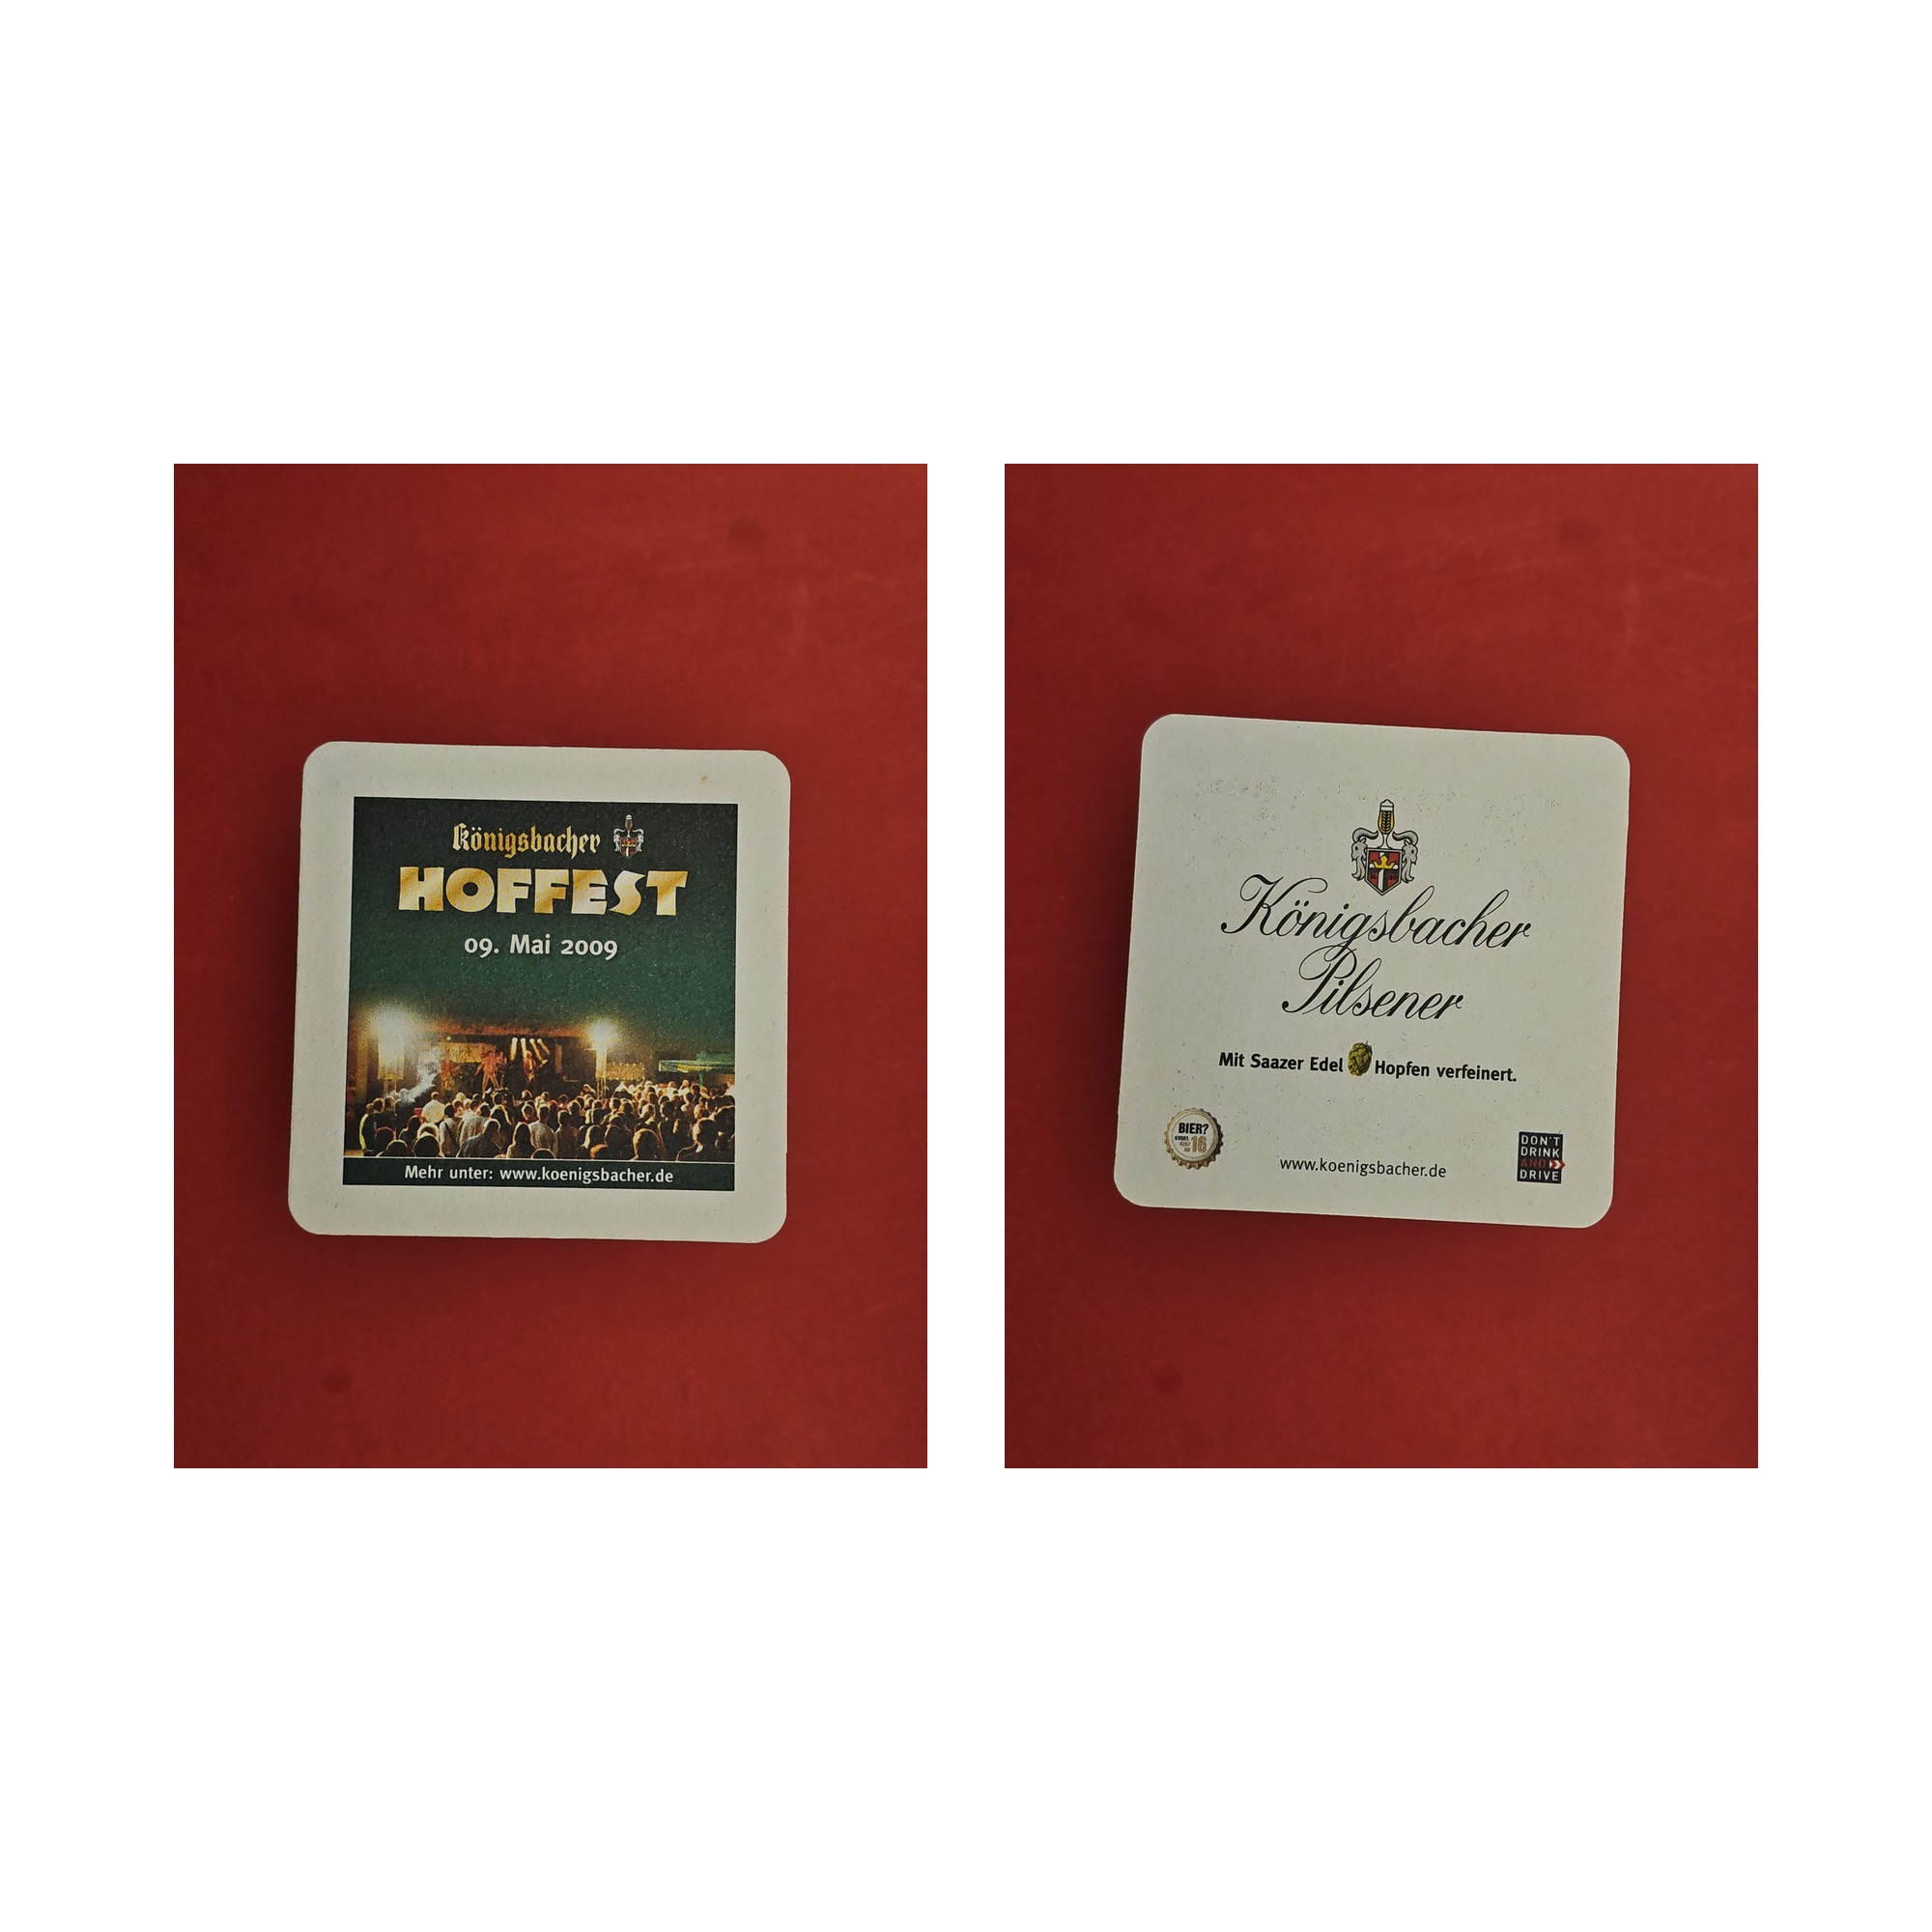 Königsbacher
HOFFEST
09. Mai 2009
Mehr unter: www.koenigsbacher.de
Königsbacher
Pilsener
Mit Saazer Edel Hopfen verfeinert.
BIER?
16
www.koenigsbacher.de
DON'T
DRINK
AND
DRIVE